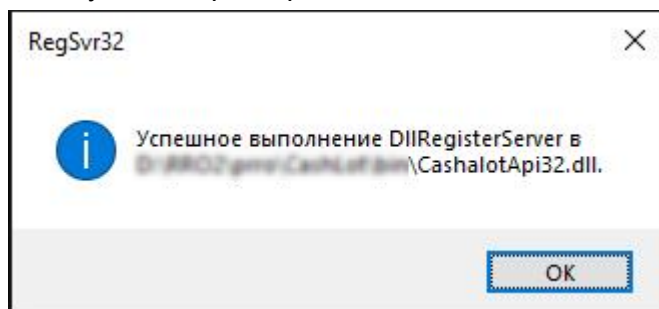 RegSvr32
Успешное выполнение DllRegisterServer в
\CashalotApi32.dll.
OK